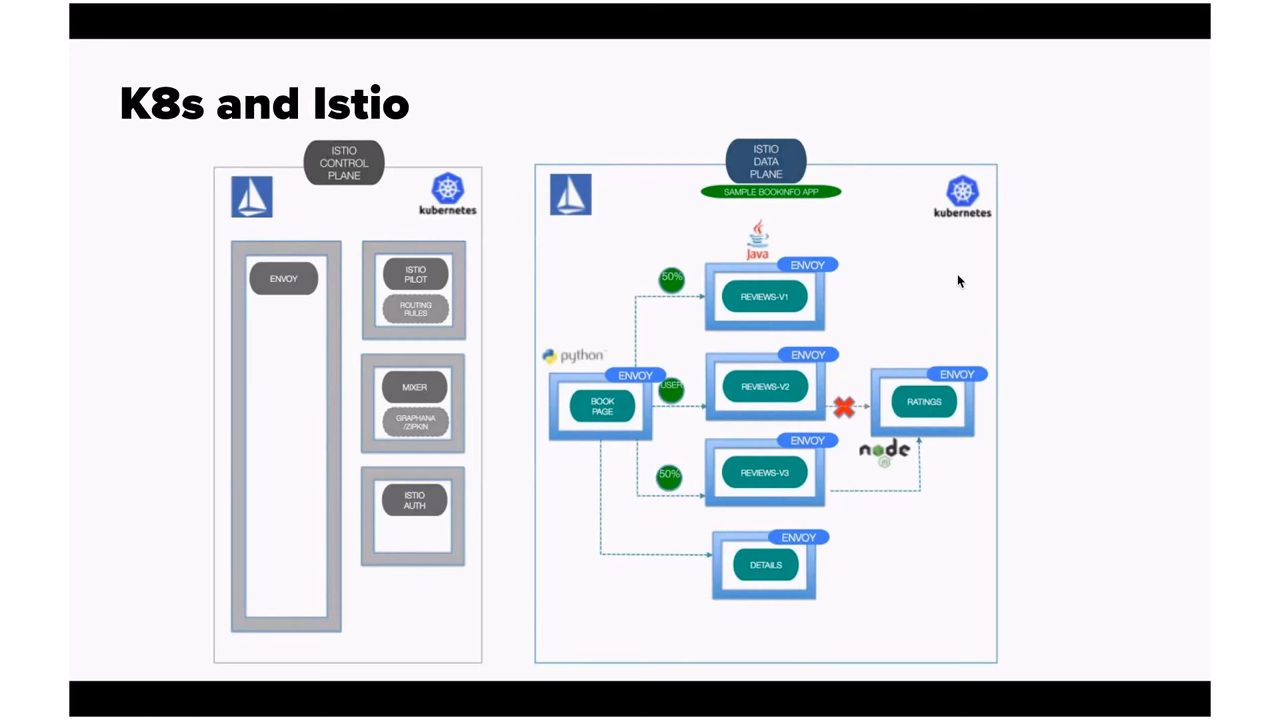 K8s and Istio
ISTIO
CONTROL
PLANE
kubernetes
ENVOY
ISTIO
PILOT
ROUTING
RULES
MIXER
GRAPHANA
/ZIPKIN
ISTIO
AUTH
ISTIO
DATA
PLANE
SAMPLE BOOKINFO APP
kubernetes
Java
ENVOY
50%
REVIEWS-V1
python
ENVOY
BOOK
PAGE
USER
ENVOY
REVIEWS-V2
ENVOY
RATINGS
node
JS
ENVOY
50%
REVIEWS-V3
ENVOY
DETAILS